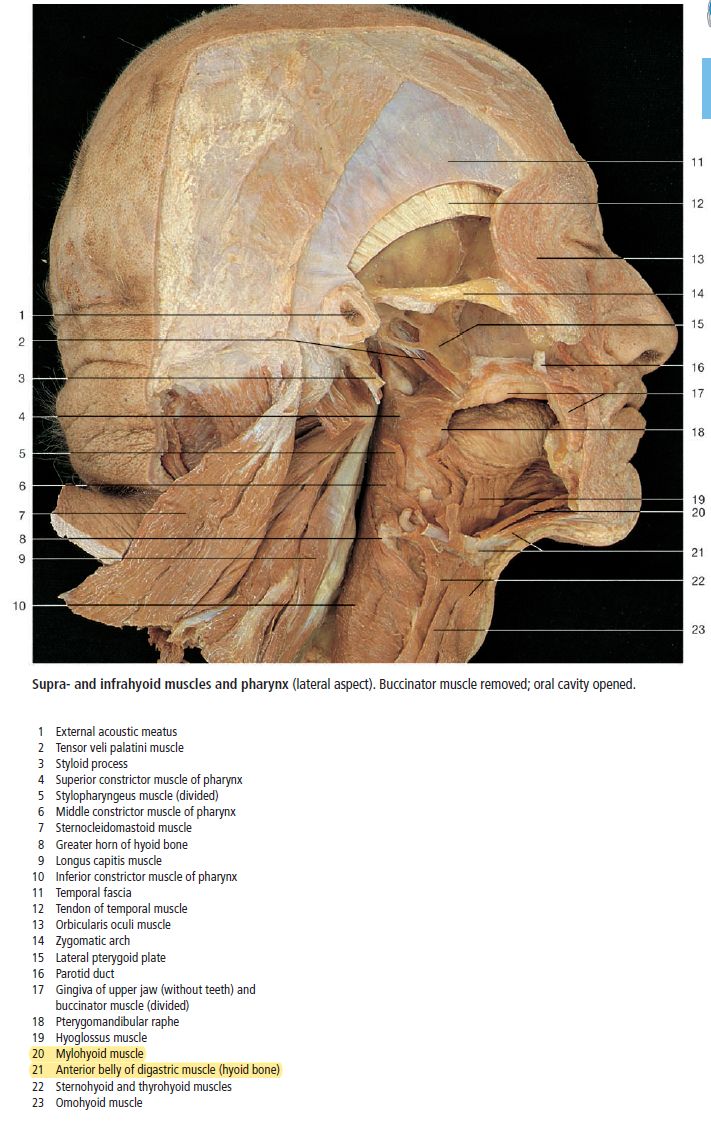 11
12
13
14
1
15
2
16
3
17
4
18
5
6
19
7
20
8
21
9
22
10
23
Supra- and infrahyoid muscles and pharynx (lateral aspect). Buccinator muscle removed; oral cavity opened.
1 External acoustic meatus
2 Tensor veli palatini muscle
3 Styloid process
4 Superior constrictor muscle of pharynx
5 Stylopharyngeus muscle (divided)
6 Middle constrictor muscle of pharynx
7 Sternocleidomastoid muscle
8 Greater horn of hyoid bone
9 Longus capitis muscle
10 Inferior constrictor muscle of pharynx
11 Temporal fascia
12 Tendon of temporal muscle
13 Orbicularis oculi muscle
14 Zygomatic arch
15 Lateral pterygoid plate
16 Parotid duct
17 Gingiva of upper jaw (without teeth) and
buccinator muscle (divided)
18 Pterygomandibular raphe
19 Hyoglossus muscle
20 Mylohyoid muscle
21 Anterior belly of digastric muscle (hyoid bone)
22 Sternohyoid and thyrohyoid muscles
23 Omohyoid muscle